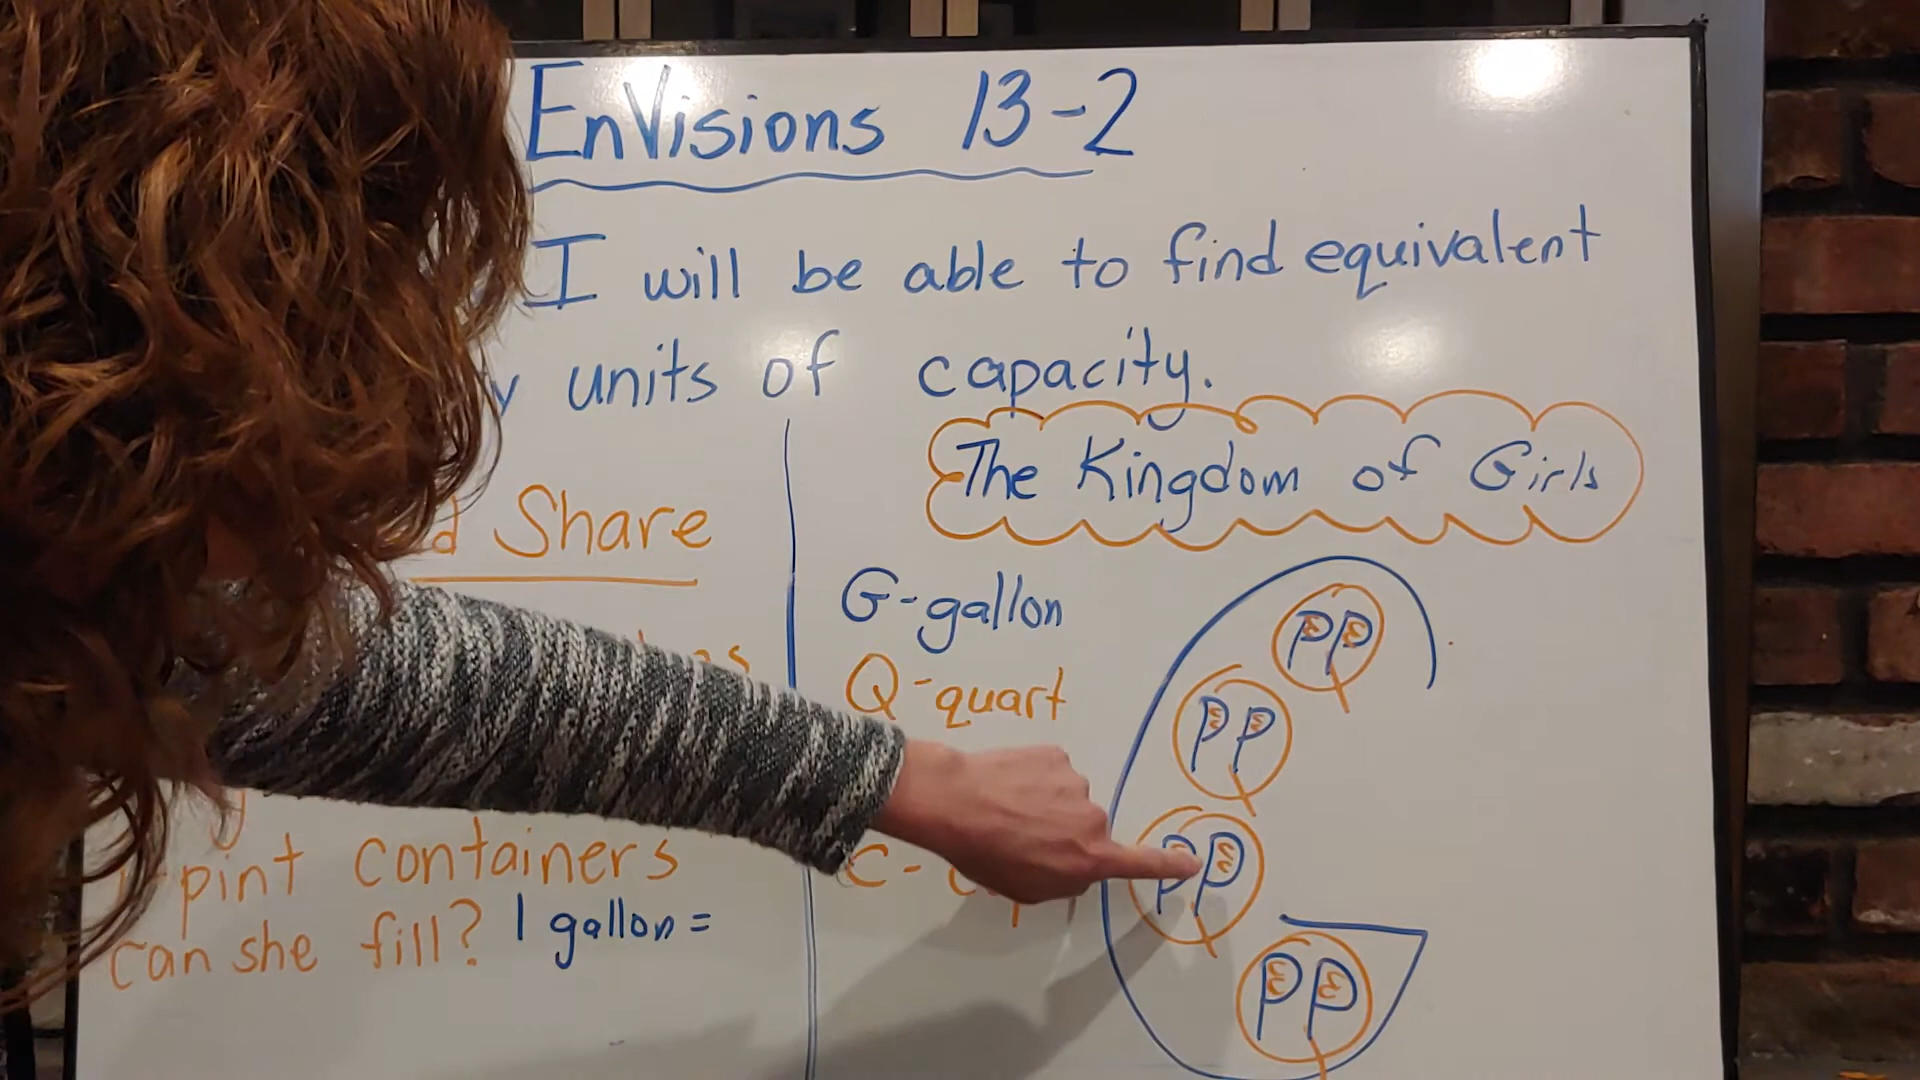 EnVisions 13-2
I will be able to find equivalent
units of capacity.
The Kingdom of Girls
Share
G-gallon
Q-quart
C-
pint containers
can she fill? 1 gallon =
PP
PP
PP
PP